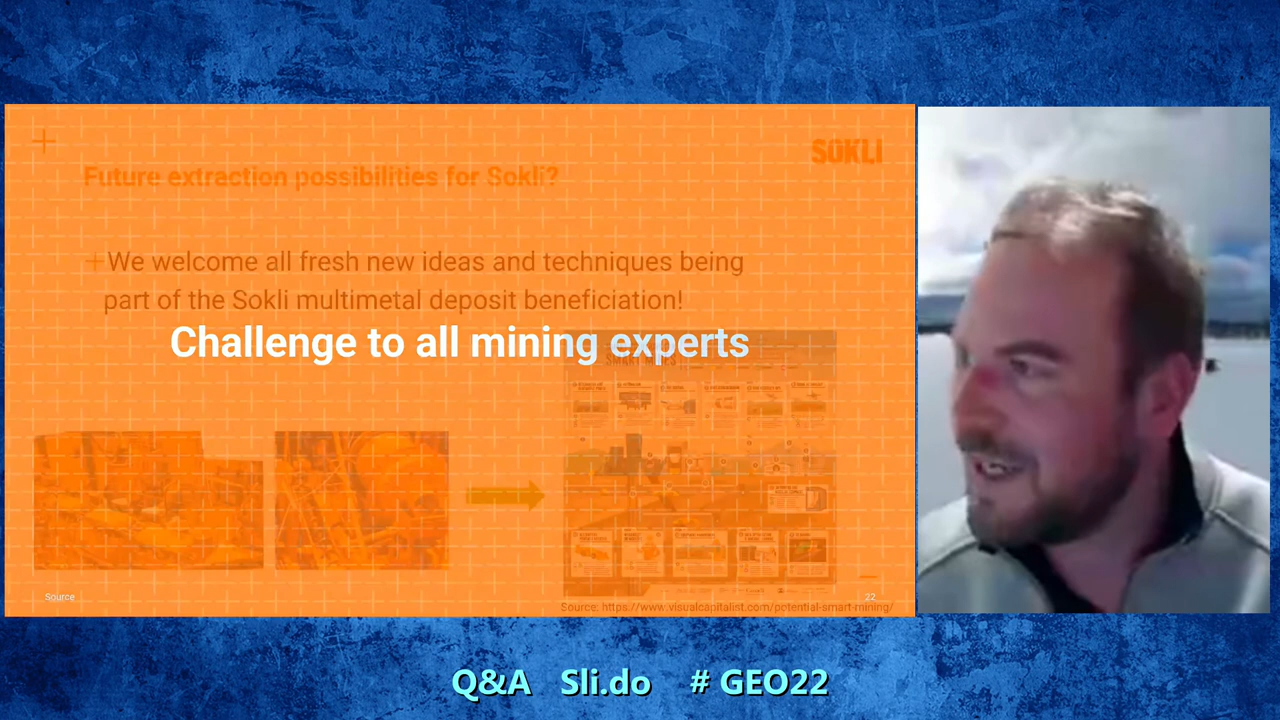 SOKLI
Future extraction possibilities for Sokli?
We welcome all fresh new ideas and techniques being
part of the Sokli multimetal deposit beneficiation!
Challenge to all mining experts
Source
22
Source: https://www.visualcapitalist.com/potential-smart-mining/
Q&A Sli.do # GEO22